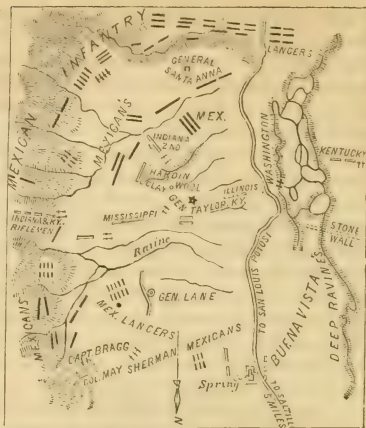 MEXICAN INFANTRY
LANCERS
GENERAL
SANTA ANNA
MEXICANS
MEX.
INDIANA
2ND
WASHINGTON
KENTUCKY
HARDIN
CLAY
WOOL
ILLINOIS
GEN. TAYLOR
KY.
INDIANA & KY.
RIFLEMEN
MISSISSIPPI
STONE
WALL
Ravine
TO SAN LOUIS POTOSI
BUENA VISTA
DEEP RAVINES
GEN. LANE
MEX. LANCERS
MEXICANS
MEXICANS
CAPT. BRAGG
COL. MAY SHERMAN
Spring
TO SALTILLO
5 MILES
N